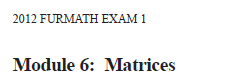 2012 FURMATH EXAM 1
Module 6: Matrices